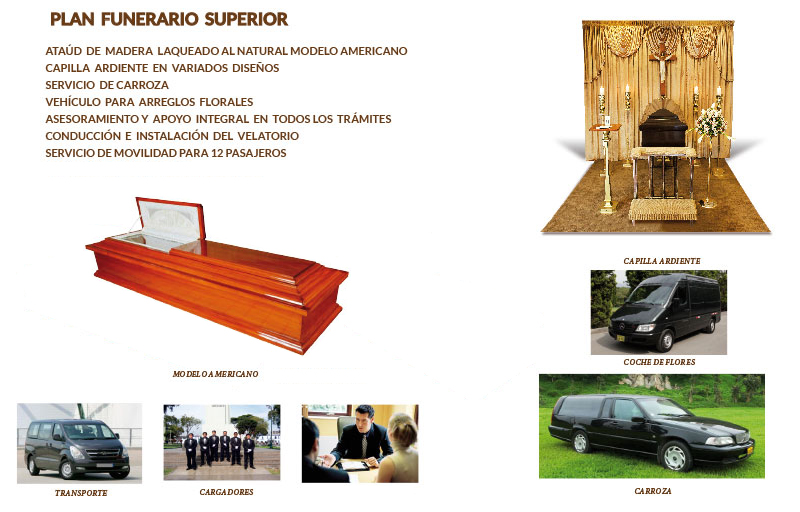 PLAN FUNERARIO SUPERIOR
ATAÚD DE MADERA LAQUEADO AL NATURAL MODELO AMERICANO
CAPILLA ARDIENTE EN VARIADOS DISEÑOS
SERVICIO DE CARROZA
VEHÍCULO PARA ARREGLOS FLORALES
ASESORAMIENTO Y APOYO INTEGRAL EN TODOS LOS TRÁMITES
CONDUCCIÓN E INSTALACIÓN DEL VELATORIO
SERVICIO DE MOVILIDAD PARA 12 PASAJEROS
CAPILLA ARDIENTE
COCHE DE FLORES
MODELO AMERICANO
TRANSPORTE
CARGADORES
CARROZA